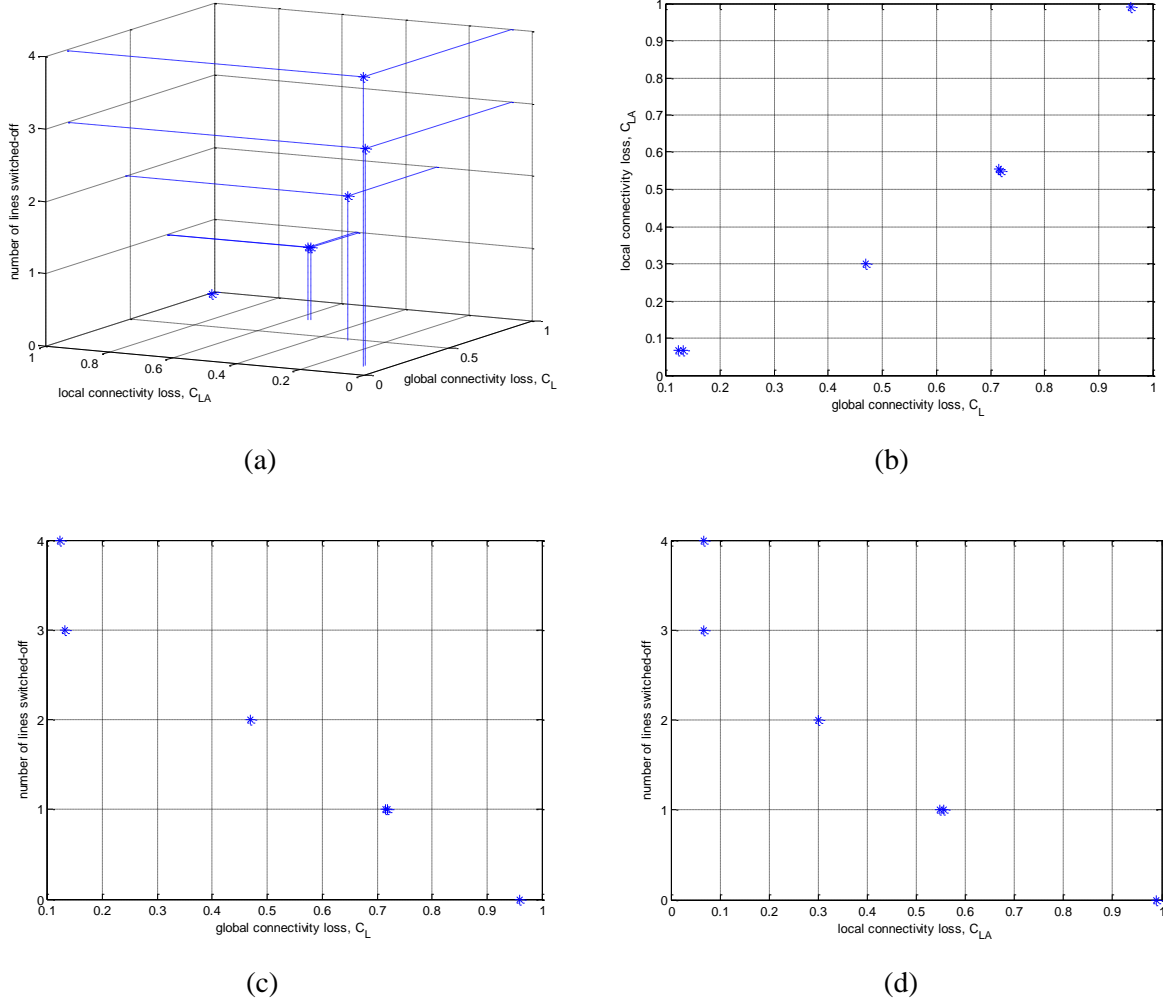 4
3
2
1
0
number of lines switched-off
1
0.8
0.6
0.4
0.2
0
local connectivity loss, CLA
0
0.5
1
global connectivity loss, CL
(a)
1
0.9
0.8
0.7
0.6
0.5
0.4
0.3
0.2
0.1
0
local connectivity loss, CLA
0.1 0.2 0.3 0.4 0.5 0.6 0.7 0.8 0.9 1
global connectivity loss, CL
(b)
4
3
2
1
0
number of lines switched-off
0.1 0.2 0.3 0.4 0.5 0.6 0.7 0.8 0.9 1
global connectivity loss, CL
(c)
4
3
2
1
0
number of lines switched-off
0 0.1 0.2 0.3 0.4 0.5 0.6 0.7 0.8 0.9 1
local connectivity loss, CLA
(d)